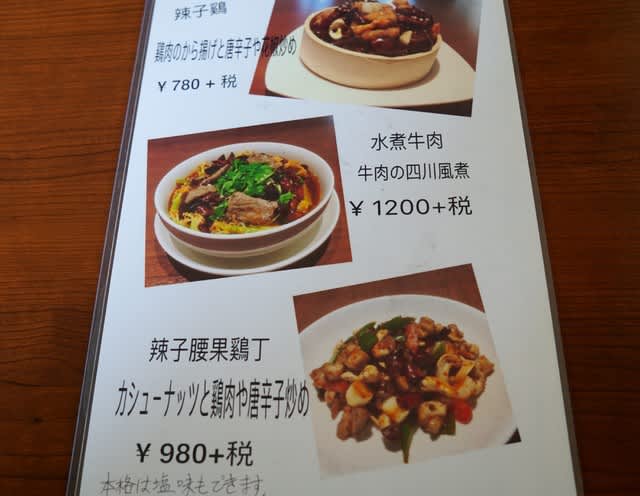 辣子鶏
鶏肉のから揚げと唐辛子や花椒炒め
￥780 + 税
水煮牛肉
牛肉の四川風煮
￥ 1200+税
辣子腰果鶏丁
カシューナッツと鶏肉や唐辛子炒め
￥ 980+税
本格は塩味もできます